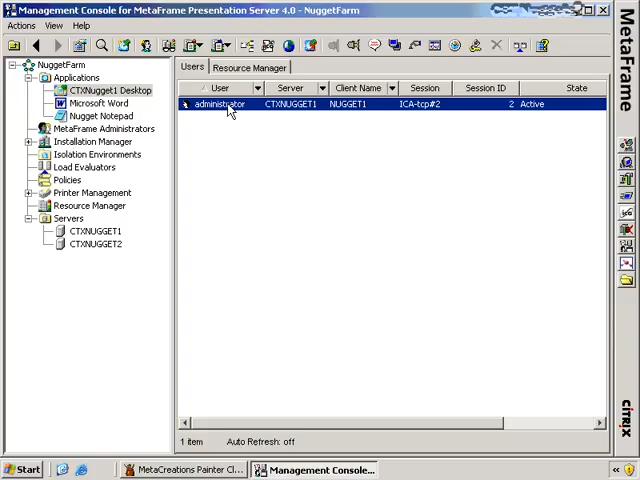 Management Console for MetaFrame Presentation Server 4.0 - NuggetFarm
Actions View Help
NuggetFarm
Applications
CTXNugget1 Desktop
Microsoft Word
Nugget Notepad
MetaFrame Administrators
Installation Manager
Isolation Environments
Load Evaluators
Policies
Printer Management
Resource Manager
Servers
CTXNUGGET1
CTXNUGGET2
Users Resource Manager
User Server Client Name Session Session ID State
administrator CTXNUGGET1 NUGGET1 ICA-tcp#2 2 Active
1 item Auto Refresh: off
MetaFrame
CITRIX
Start MetaCreations Painter Cl... Management Console...